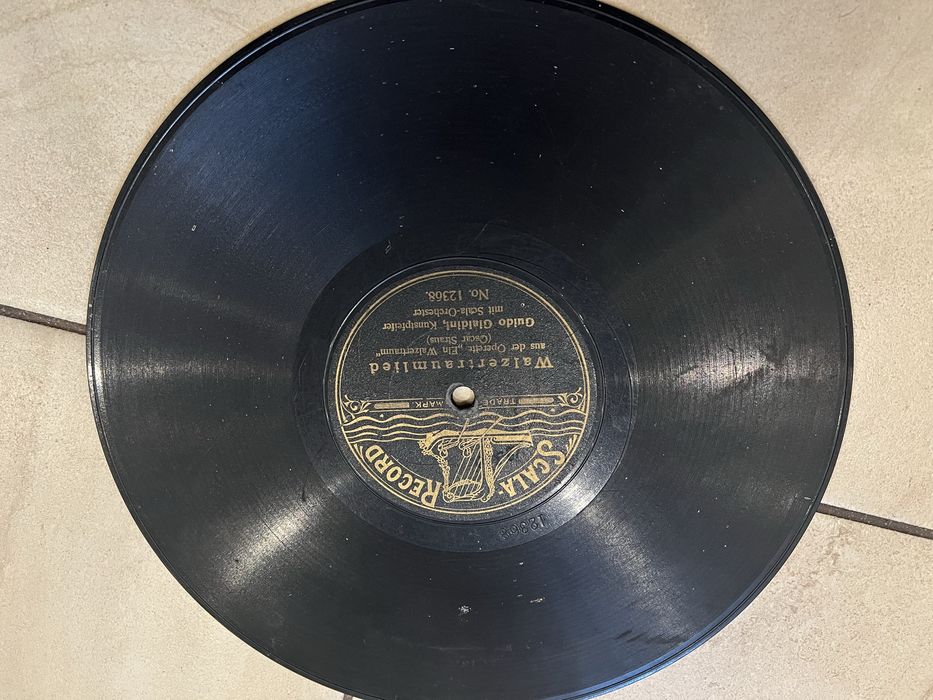 SCALA-
RECORD
TRADE MARK
Walzertraumlied
aus der Operette „Ein Walzertraum"
(Oscar Straus)
Guido Gialdini, Kunstpfeifer
mit Scala-Orchester
No. 12368.
12368